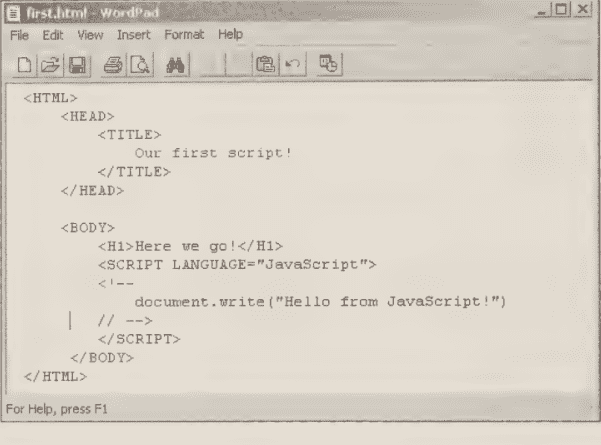 first.html - WordPad
File Edit View Insert Format Help
<HTML>
<HEAD>
<TITLE>
Our first script!
</TITLE>
</HEAD>
<BODY>
<H1>Here we go!</H1>
<SCRIPT LANGUAGE="JavaScript">
<!--
document.write("Hello from JavaScript!")
// -->
</SCRIPT>
</BODY>
</HTML>
For Help, press F1